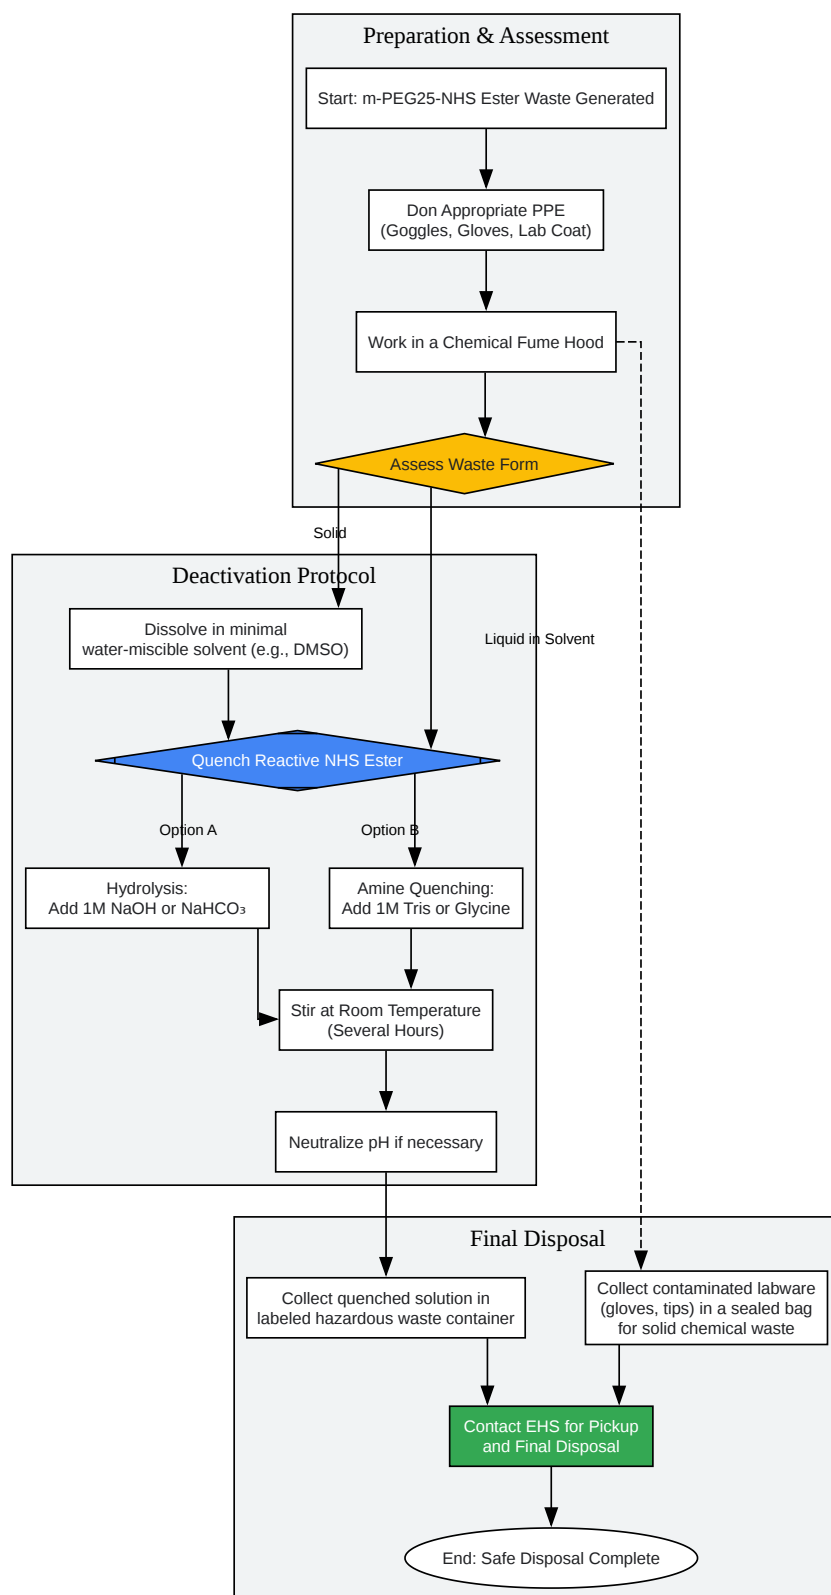 Preparation & Assessment
Start: m-PEG25-NHS Ester Waste Generated
Don Appropriate PPE
(Goggles, Gloves, Lab Coat)
Work in a Chemical Fume Hood
Assess Waste Form
Solid
Deactivation Protocol
Dissolve in minimal
water-miscible solvent (e.g., DMSO)
Liquid in Solvent
Quench Reactive NHS Ester
Option A
Option B
Hydrolysis:
Add 1M NaOH or NaHCO₃
Amine Quenching:
Add 1M Tris or Glycine
Stir at Room Temperature
(Several Hours)
Neutralize pH if necessary
Final Disposal
Collect quenched solution in
labeled hazardous waste container
Collect contaminated labware
(gloves, tips) in a sealed bag
for solid chemical waste
Contact EHS for Pickup
and Final Disposal
End: Safe Disposal Complete